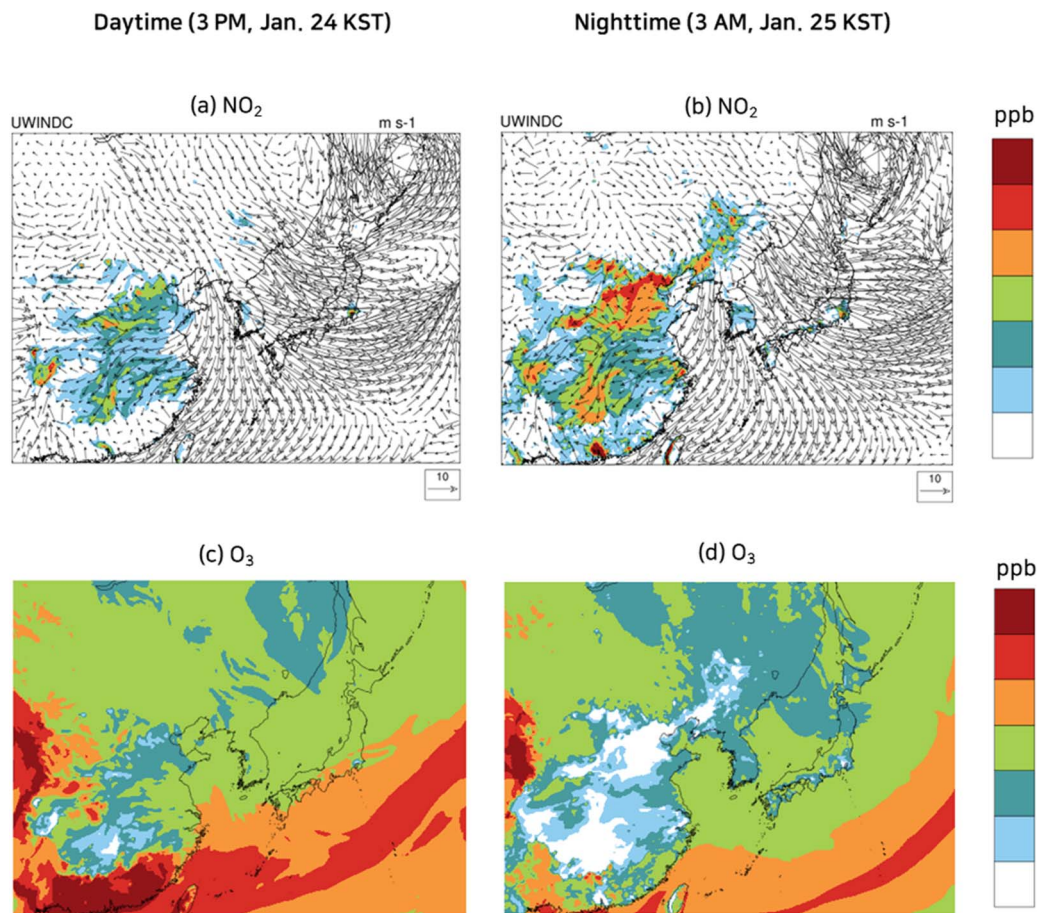 Daytime (3 PM, Jan. 24 KST)
Nighttime (3 AM, Jan. 25 KST)
(a) NO₂
(b) NO₂
ppb
UWINDC
m s-1
UWINDC
m s-1
10
10
(c) O₃
(d) O₃
ppb